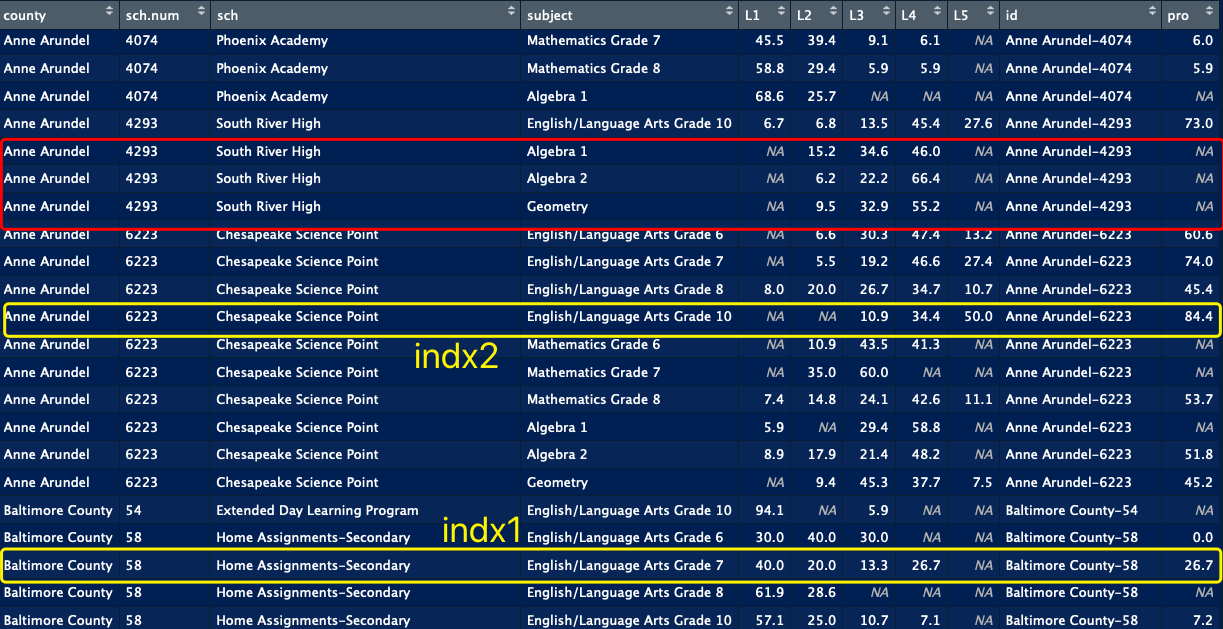 county sch.num sch subject L1 L2 L3 L4 L5 id pro
Anne Arundel 4074 Phoenix Academy Mathematics Grade 7 45.5 39.4 9.1 6.1 NA Anne Arundel-4074 6.0
Anne Arundel 4074 Phoenix Academy Mathematics Grade 8 58.8 29.4 5.9 5.9 NA Anne Arundel-4074 5.9
Anne Arundel 4074 Phoenix Academy Algebra 1 68.6 25.7 NA NA NA Anne Arundel-4074 NA
Anne Arundel 4293 South River High English/Language Arts Grade 10 6.7 6.8 13.5 45.4 27.6 Anne Arundel-4293 73.0
Anne Arundel 4293 South River High Algebra 1 NA 15.2 34.6 46.0 NA Anne Arundel-4293 NA
Anne Arundel 4293 South River High Algebra 2 NA 6.2 22.2 66.4 NA Anne Arundel-4293 NA
Anne Arundel 4293 South River High Geometry NA 9.5 32.9 55.2 NA Anne Arundel-4293 NA
Anne Arundel 6223 Chesapeake Science Point English/Language Arts Grade 6 NA 6.6 30.3 47.4 13.2 Anne Arundel-6223 60.6
Anne Arundel 6223 Chesapeake Science Point English/Language Arts Grade 7 NA 5.5 19.2 46.6 27.4 Anne Arundel-6223 74.0
Anne Arundel 6223 Chesapeake Science Point English/Language Arts Grade 8 8.0 20.0 26.7 34.7 10.7 Anne Arundel-6223 45.4
Anne Arundel 6223 Chesapeake Science Point English/Language Arts Grade 10 NA NA 10.9 34.4 50.0 Anne Arundel-6223 84.4
Anne Arundel 6223 Chesapeake Science Point Mathematics Grade 6 NA 10.9 43.5 41.3 NA Anne Arundel-6223 NA
indx2
Anne Arundel 6223 Chesapeake Science Point Mathematics Grade 7 NA 35.0 60.0 NA NA Anne Arundel-6223 NA
Anne Arundel 6223 Chesapeake Science Point Mathematics Grade 8 7.4 14.8 24.1 42.6 11.1 Anne Arundel-6223 53.7
Anne Arundel 6223 Chesapeake Science Point Algebra 1 5.9 NA 29.4 58.8 NA Anne Arundel-6223 NA
Anne Arundel 6223 Chesapeake Science Point Algebra 2 8.9 17.9 21.4 48.2 NA Anne Arundel-6223 51.8
Anne Arundel 6223 Chesapeake Science Point Geometry NA 9.4 45.3 37.7 7.5 Anne Arundel-6223 45.2
Baltimore County 54 Extended Day Learning Program English/Language Arts Grade 10 94.1 NA 5.9 NA NA Baltimore County-54 NA
indx1
Baltimore County 58 Home Assignments-Secondary English/Language Arts Grade 6 30.0 40.0 30.0 NA NA Baltimore County-58 0.0
Baltimore County 58 Home Assignments-Secondary English/Language Arts Grade 7 40.0 20.0 13.3 26.7 NA Baltimore County-58 26.7
Baltimore County 58 Home Assignments-Secondary English/Language Arts Grade 8 61.9 28.6 NA NA NA Baltimore County-58 NA
Baltimore County 58 Home Assignments-Secondary English/Language Arts Grade 10 57.1 25.0 10.7 7.1 NA Baltimore County-58 7.2